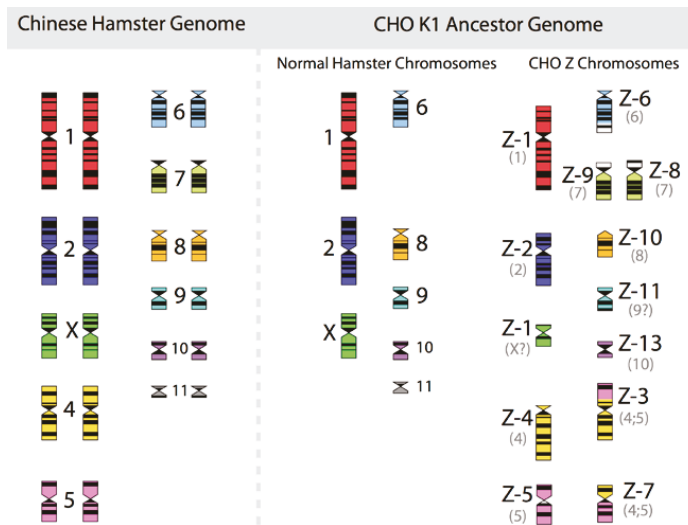 Chinese Hamster Genome
1
2
X
4
5
6
7
8
9
10
11
CHO K1 Ancestor Genome
Normal Hamster Chromosomes
1
2
X
6
8
9
10
11
CHO Z Chromosomes
Z-1
(1)
Z-2
(2)
Z-1
(X?)
Z-4
(4)
Z-5
(5)
Z-6
(6)
Z-9
(7)
Z-8
(7)
Z-10
(8)
Z-11
(9?)
Z-13
(10)
Z-3
(4;5)
Z-7
(4;5)